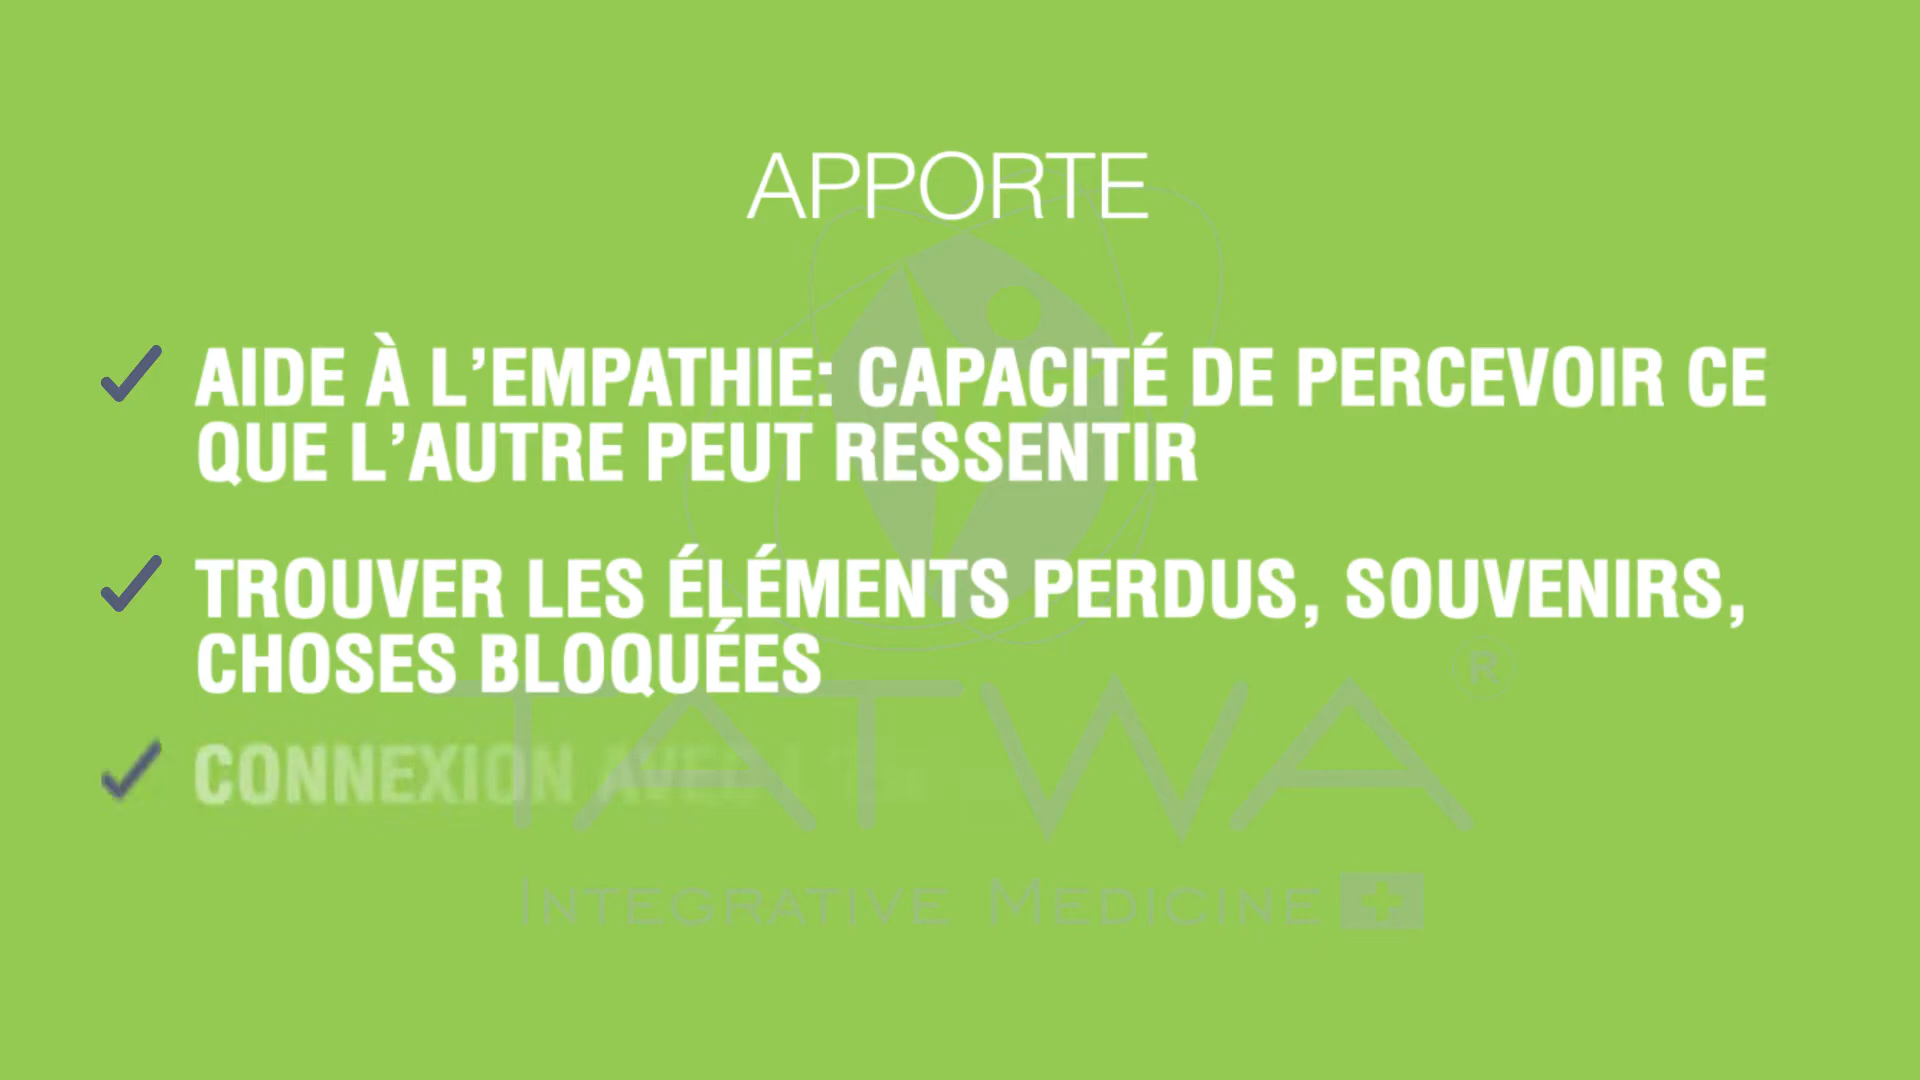 APPORTE
AIDE À L’EMPATHIE: CAPACITÉ DE PERCEVOIR CE
QUE L’AUTRE PEUT RESSENTIR
TROUVER LES ÉLÉMENTS PERDUS, SOUVENIRS,
CHOSES BLOQUÉES
CONNEXION AVEC
TATWA ®
INTEGRATIVE MEDICINE